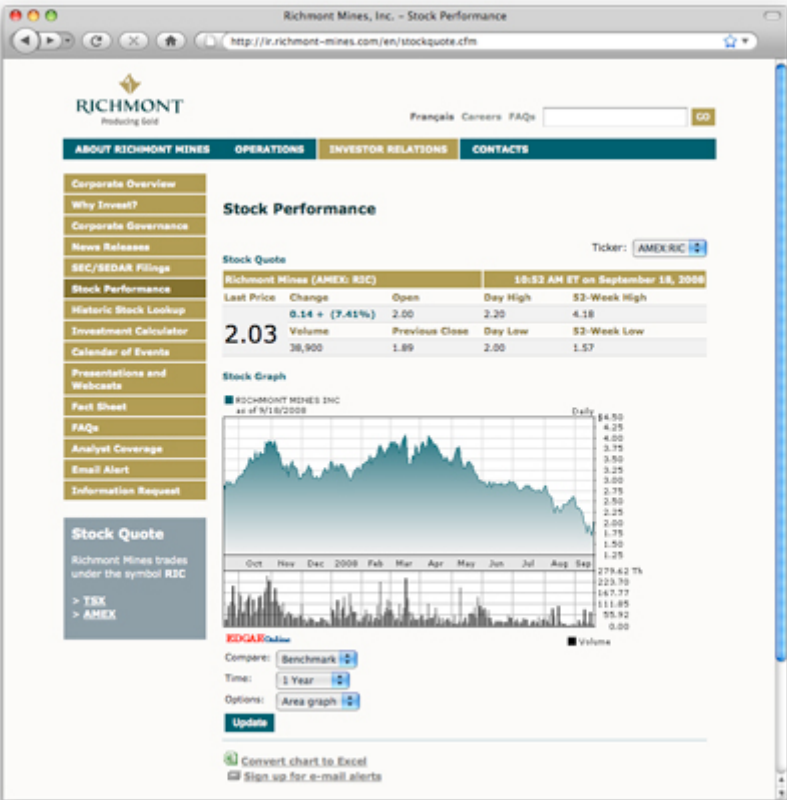 Richmont Mines, Inc. – Stock Performance
http://ir.richmont-mines.com/en/stockquote.cfm
RICHMONT
Producing Gold
Français Careers FAQs
GO
ABOUT RICHMONT MINES OPERATIONS INVESTOR RELATIONS CONTACTS
Corporate Overview
Why Invest?
Corporate Governance
News Releases
SEC/SEDAR Filings
Stock Performance
Historic Stock Lookup
Investment Calculator
Calendar of Events
Presentations and
Webcasts
Fact Sheet
FAQs
Analyst Coverage
Email Alert
Information Request
Stock Quote
Richmont Mines trades
under the symbol RIC
> TSX
> AMEX
Stock Performance
Ticker: AMEX:RIC
Stock Quote
Richmont Mines (AMEX: RIC) 10:52 AM ET on September 18, 2008
Last Price Change Open Day High 52-Week High
0.14 + (7.41%) 2.00 2.20 4.18
2.03
Volume Previous Close Day Low 52-Week Low
38,900 1.89 2.00 1.57
Stock Graph
RICHMONT MINES INC
as of 9/18/2008 Daily
$4.50
4.25
4.00
3.75
3.50
3.25
3.00
2.75
2.50
2.25
2.00
1.75
1.50
1.25
Oct Nov Dec 2008 Feb Mar Apr May Jun Jul Aug Sep
279.62 Th
223.70
167.77
111.85
55.92
0.00
EDGAR Online
Volume
Compare: Benchmark
Time: 1 Year
Options: Area graph
Update
Convert chart to Excel
Sign up for e-mail alerts